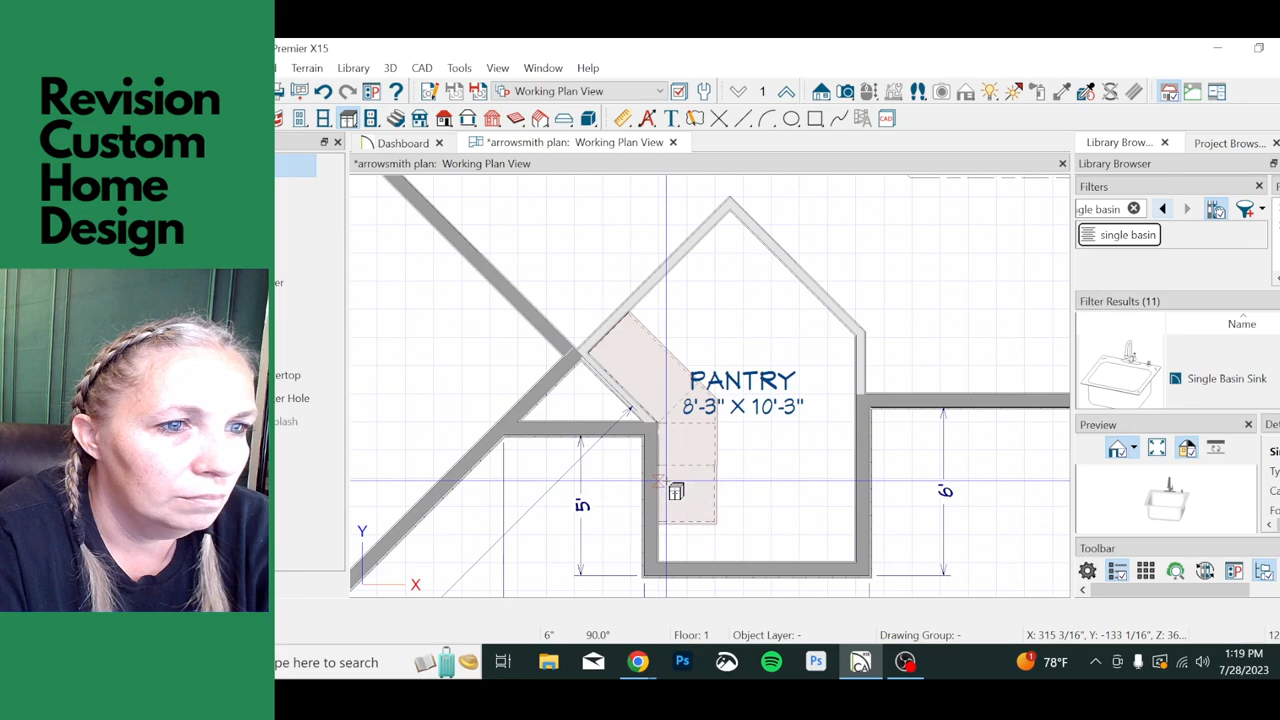 Revision
Custom
Home
Design
Premier X15
Terrain Library 3D CAD Tools View Window Help
Working Plan View
1
Dashboard
*arrowsmith plan: Working Plan View
Library Brow...
Project Brows...
*arrowsmith plan: Working Plan View
Library Browser
Filters
gle basin
single basin
Filter Results (11)
Name
Single Basin Sink
Preview
Toolbar
PANTRY
8'-3" X 10'-3"
5'
6'
Y
X
6"
90.0°
Floor: 1
Object Layer: -
Drawing Group: -
X: 315 3/16", Y: -133 1/16", Z: 36...
pe here to search
78°F
1:19 PM
7/28/2023